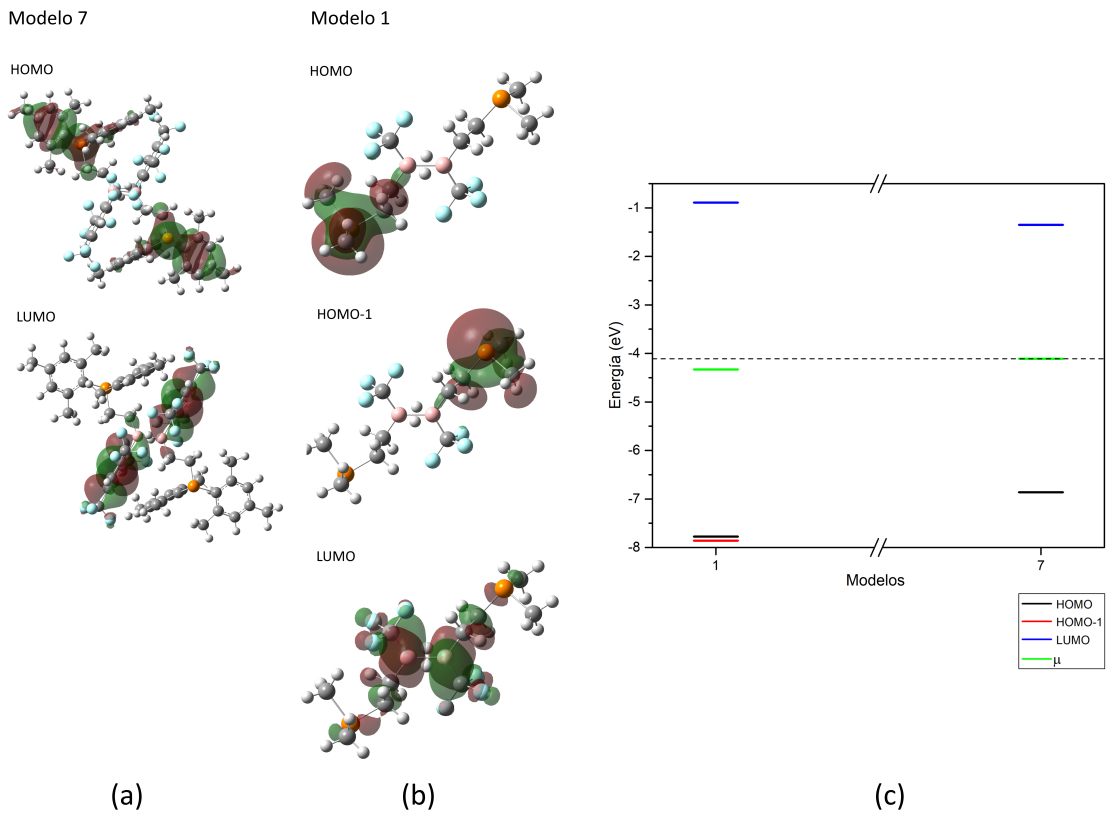 Modelo 7
Modelo 1
HOMO
HOMO
LUMO
HOMO-1
LUMO
Energía (eV)
-1
-2
-3
-4
-5
-6
-7
-8
1
7
Modelos
HOMO
HOMO-1
LUMO
μ
(a)
(b)
(c)